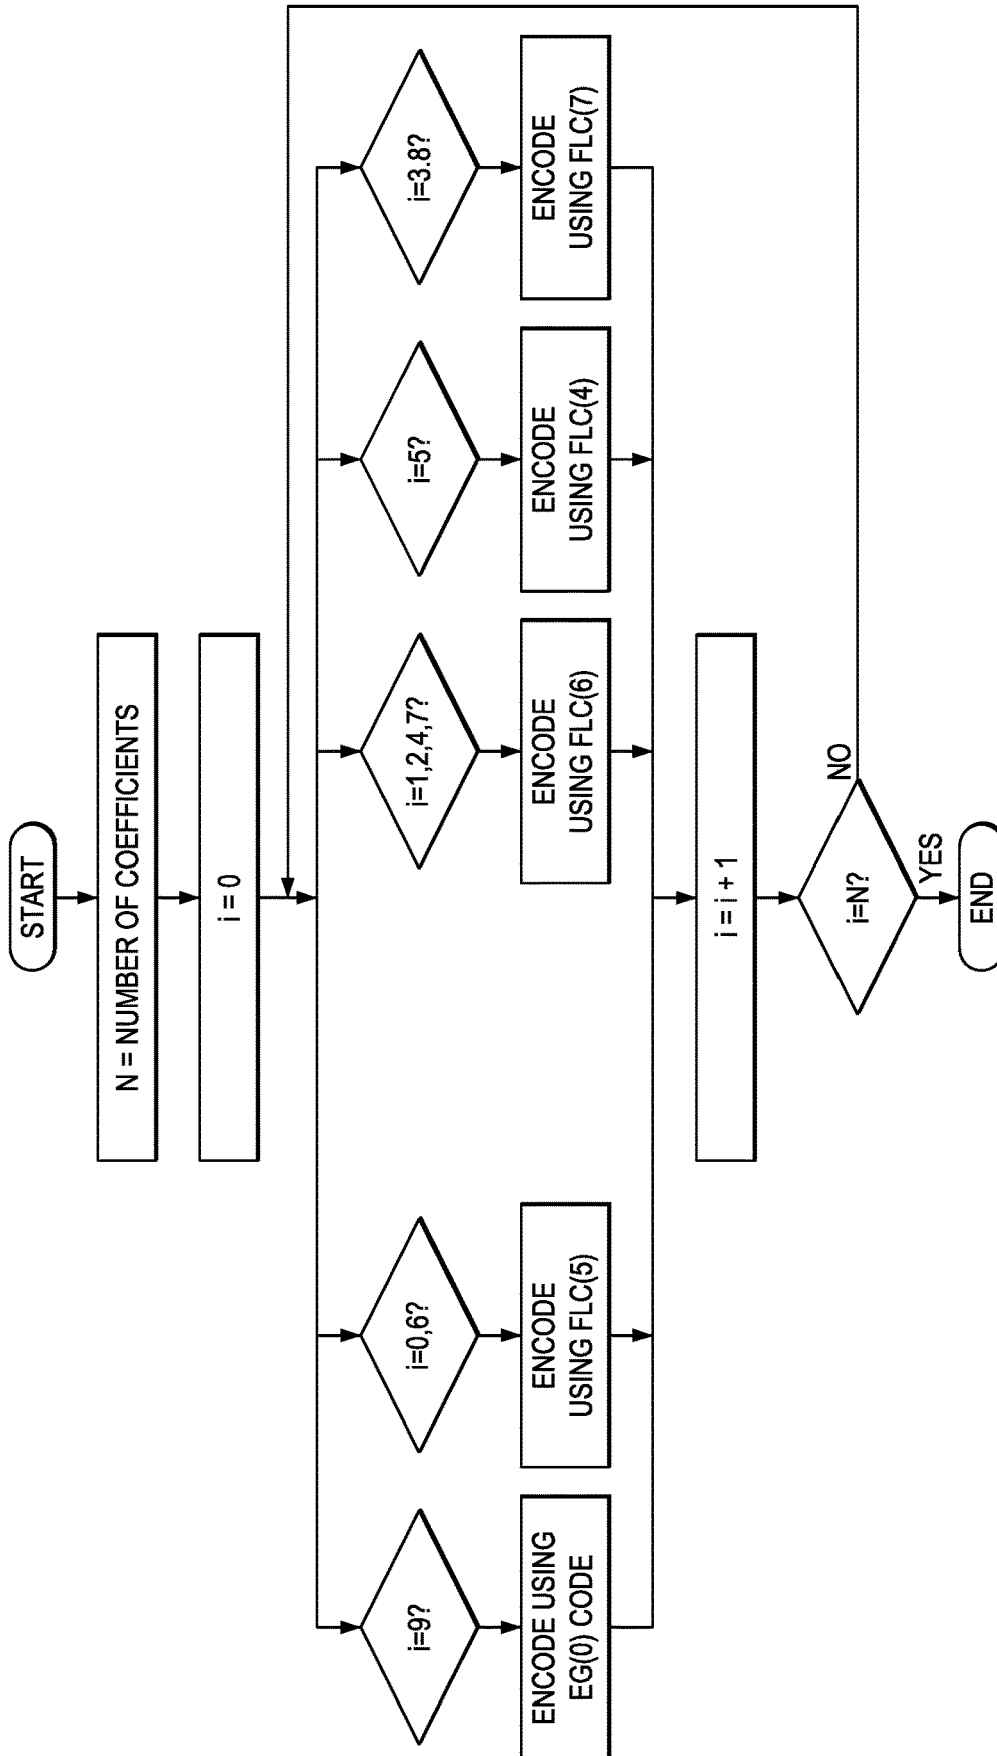 START
N = NUMBER OF COEFFICIENTS
i = 0
i=9?
i=0,6?
i=1,2,4,7?
i=5?
i=3.8?
ENCODE USING
EG(0) CODE
ENCODE
USING FLC(5)
ENCODE
USING FLC(6)
ENCODE
USING FLC(4)
ENCODE
USING FLC(7)
i = i + 1
i=N?
NO
YES
END